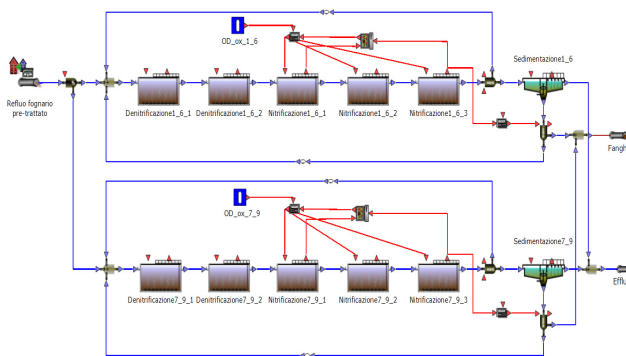 OD_ox_1_6
Sedimentazione1_6
Refluo fognario
pre-trattato
Denitrificazione1_6_1
Denitrificazione1_6_2
Nitrificazione1_6_1
Nitrificazione1_6_2
Nitrificazione1_6_3
Fangh
OD_ox_7_9
Sedimentazione7_9
Efflu
Denitrificazione7_9_1
Denitrificazione7_9_2
Nitrificazione7_9_1
Nitrificazione7_9_2
Nitrificazione7_9_3